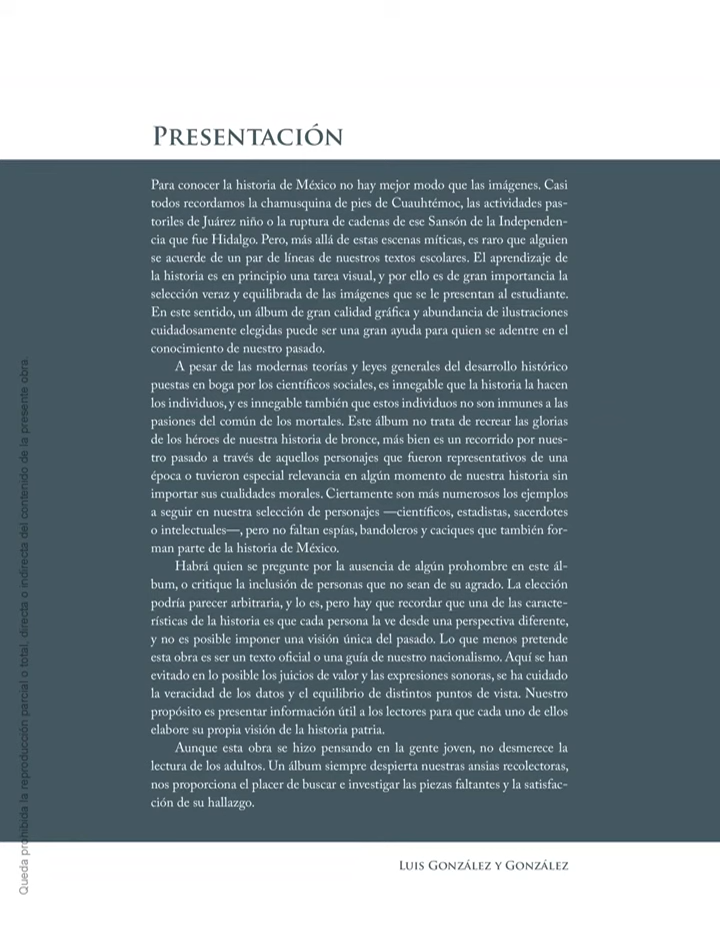 PRESENTACIÓN
Para conocer la historia de México no hay mejor modo que las imágenes. Casi
todos recordamos la chamusquina de pies de Cuauhtémoc, las actividades pas-
toriles de Juárez niño o la ruptura de cadenas de ese Sansón de la Independen-
cia que fue Hidalgo. Pero, más allá de estas escenas míticas, es raro que alguien
se acuerde de un par de líneas de nuestros textos escolares. El aprendizaje de
la historia es en principio una tarea visual, y por ello es de gran importancia la
selección veraz y equilibrada de las imágenes que se le presentan al estudiante.
En este sentido, un álbum de gran calidad gráfica y abundancia de ilustraciones
cuidadosamente elegidas puede ser una gran ayuda para quien se adentre en el
conocimiento de nuestro pasado.
A pesar de las modernas teorías y leyes generales del desarrollo histórico
puestas en boga por los científicos sociales, es innegable que la historia la hacen
los individuos, y es innegable también que estos individuos no son inmunes a las
pasiones del común de los mortales. Este álbum no trata de recrear las glorias
de los héroes de nuestra historia de bronce, más bien es un recorrido por nues-
tro pasado a través de aquellos personajes que fueron representativos de una
época o tuvieron especial relevancia en algún momento de nuestra historia sin
importar sus cualidades morales. Ciertamente son más numerosos los ejemplos
a seguir en nuestra selección de personajes —científicos, estadistas, sacerdotes
o intelectuales—, pero no faltan espías, bandoleros y caciques que también for-
man parte de la historia de México.
Habrá quien se pregunte por la ausencia de algún prohombre en este ál-
bum, o critique la inclusión de personas que no sean de su agrado. La elección
podría parecer arbitraria, y lo es, pero hay que recordar que una de las caracte-
rísticas de la historia es que cada persona la ve desde una perspectiva diferente,
y no es posible imponer una visión única del pasado. Lo que menos pretende
esta obra es ser un texto oficial o una guía de nuestro nacionalismo. Aquí se han
evitado en lo posible los juicios de valor y las expresiones sonoras, se ha cuidado
la veracidad de los datos y el equilibrio de distintos puntos de vista. Nuestro
propósito es presentar información útil a los lectores para que cada uno de ellos
elabore su propia visión de la historia patria.
Aunque esta obra se hizo pensando en la gente joven, no desmerece la
lectura de los adultos. Un álbum siempre despierta nuestras ansias recolectoras,
nos proporciona el placer de buscar e investigar las piezas faltantes y la satisfac-
ción de su hallazgo.
LUIS GONZÁLEZ Y GONZÁLEZ
Queda prohibida la reproducción parcial o total, directa o indirecta del contenido de la presente obra.